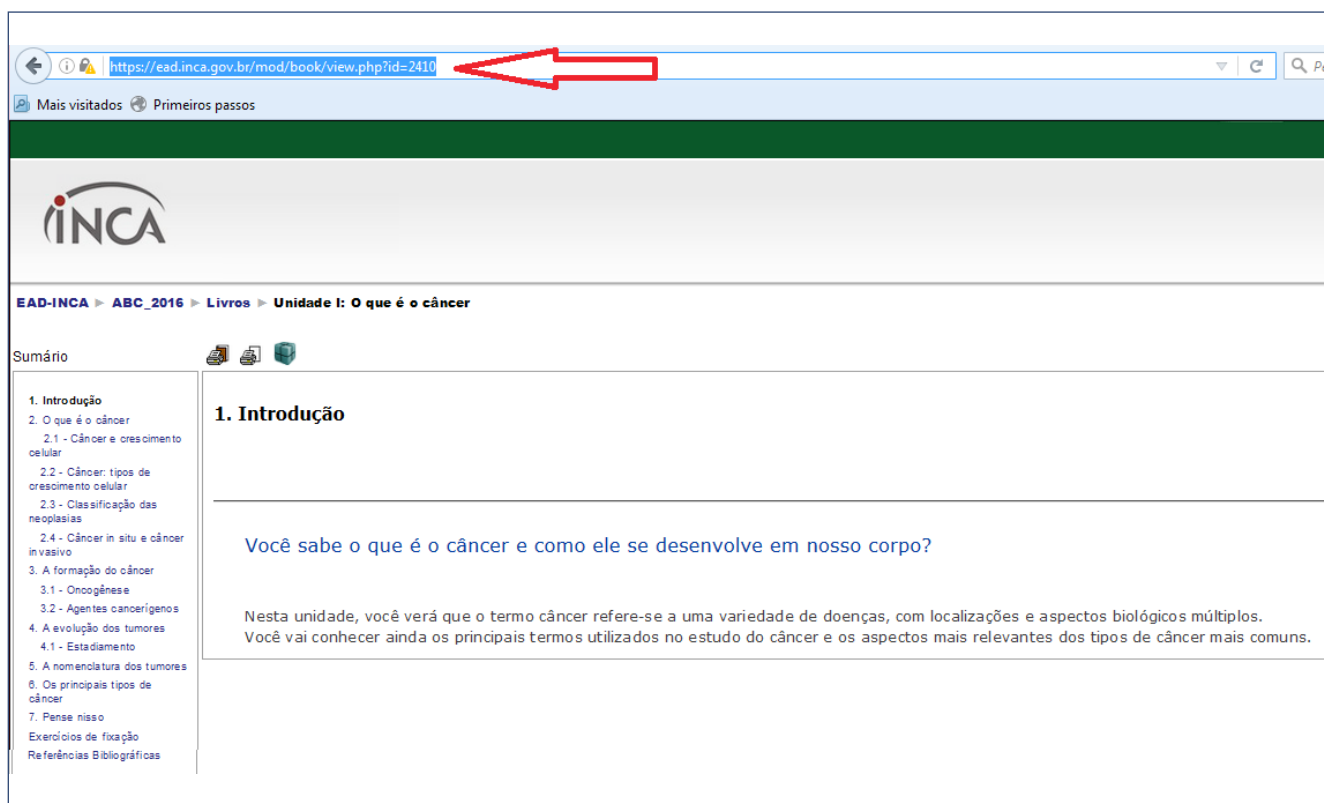 https://ead.inca.gov.br/mod/book/view.php?id=2410
Mais visitados Primeiros passos
INCA
EAD-INCA ► ABC_2016 ► Livros ► Unidade I: O que é o câncer
Sumário
1. Introdução
2. O que é o câncer
2.1 - Câncer e crescimento
celular
2.2 - Câncer: tipos de
crescimento celular
2.3 - Classificação das
neoplasias
2.4 - Câncer in situ e câncer
invasivo
3. A formação do câncer
3.1 - Oncogênese
3.2 - Agentes cancerígenos
4. A evolução dos tumores
4.1 - Estadiamento
5. A nomenclatura dos tumores
6. Os principais tipos de
câncer
7. Pense nisso
Exercícios de fixação
Referências Bibliográficas
1. Introdução
Você sabe o que é o câncer e como ele se desenvolve em nosso corpo?
Nesta unidade, você verá que o termo câncer refere-se a uma variedade de doenças, com localizações e aspectos biológicos múltiplos.
Você vai conhecer ainda os principais termos utilizados no estudo do câncer e os aspectos mais relevantes dos tipos de câncer mais comuns.